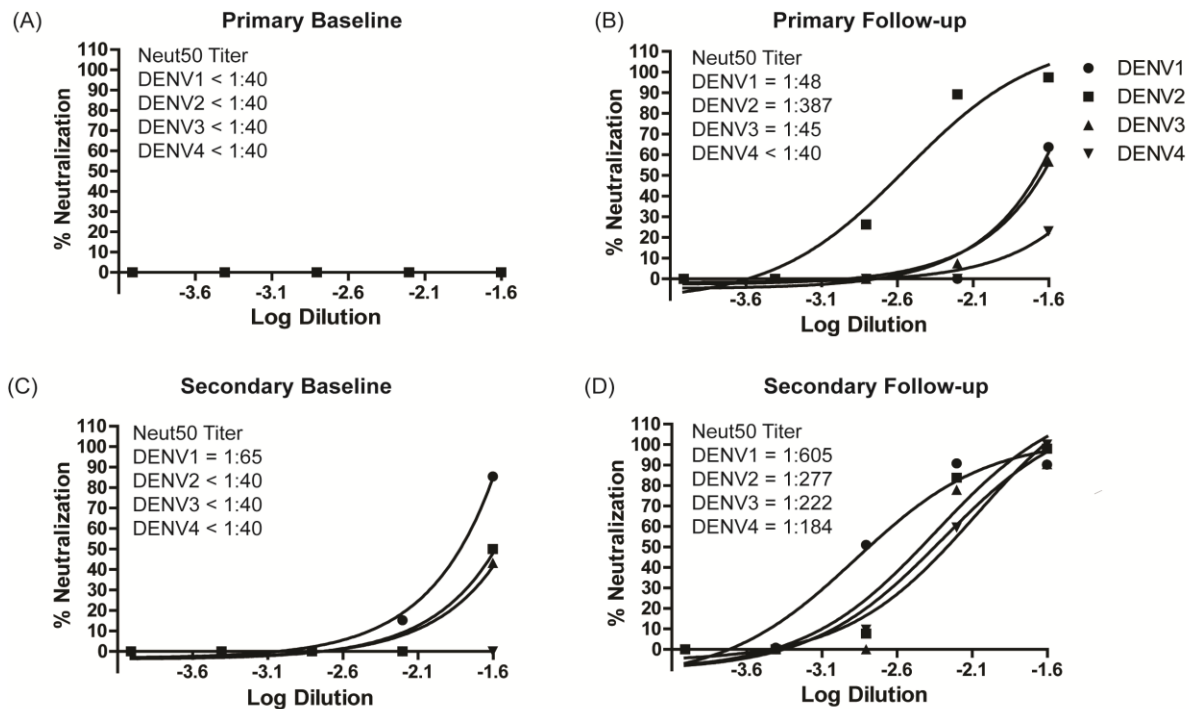 (A)
Primary Baseline
Neut50 Titer
DENV1 < 1:40
DENV2 < 1:40
DENV3 < 1:40
DENV4 < 1:40
% Neutralization
110
100
90
80
70
60
50
40
30
20
10
0
-3.6 -3.1 -2.6 -2.1 -1.6
Log Dilution
(B)
Primary Follow-up
Neut50 Titer
DENV1 = 1:48
DENV2 = 1:387
DENV3 = 1:45
DENV4 < 1:40
% Neutralization
110
100
90
80
70
60
50
40
30
20
10
0
-3.6 -3.1 -2.6 -2.1 -1.6
Log Dilution
DENV1
DENV2
DENV3
DENV4
(C)
Secondary Baseline
Neut50 Titer
DENV1 = 1:65
DENV2 < 1:40
DENV3 < 1:40
DENV4 < 1:40
% Neutralization
110
100
90
80
70
60
50
40
30
20
10
0
-3.6 -3.1 -2.6 -2.1 -1.6
Log Dilution
(D)
Secondary Follow-up
Neut50 Titer
DENV1 = 1:605
DENV2 = 1:277
DENV3 = 1:222
DENV4 = 1:184
% Neutralization
110
100
90
80
70
60
50
40
30
20
10
0
-3.6 -3.1 -2.6 -2.1 -1.6
Log Dilution